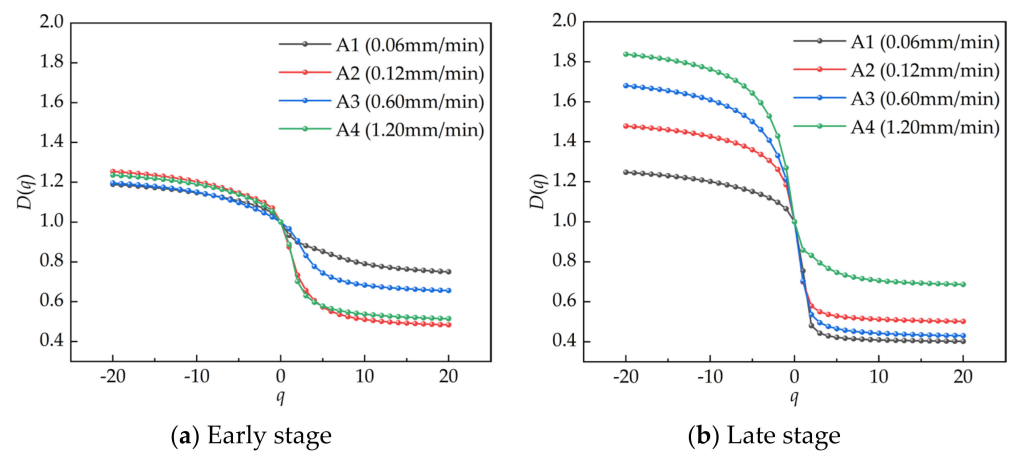 2.0
1.8
1.6
1.4
1.2
1.0
0.8
0.6
0.4
D(q)
-20 -10 0 10 20
q
A1 (0.06mm/min)
A2 (0.12mm/min)
A3 (0.60mm/min)
A4 (1.20mm/min)
(a) Early stage
2.0
1.8
1.6
1.4
1.2
1.0
0.8
0.6
0.4
D(q)
-20 -10 0 10 20
q
A1 (0.06mm/min)
A2 (0.12mm/min)
A3 (0.60mm/min)
A4 (1.20mm/min)
(b) Late stage